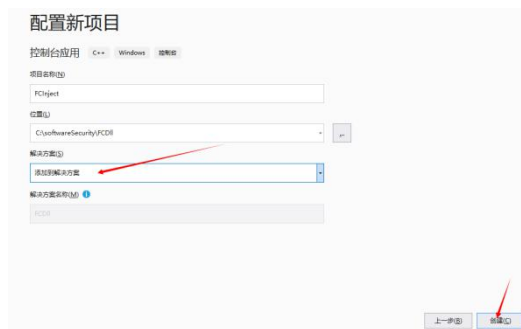 配置新项目
控制台应用 C++ Windows 控制台
项目名称(N)
FCInject
位置(L)
C:\softwareSecurity\FCDll
解决方案(S)
添加到解决方案
解决方案名称(M)
FCDll
上一步(B) 创建(C)